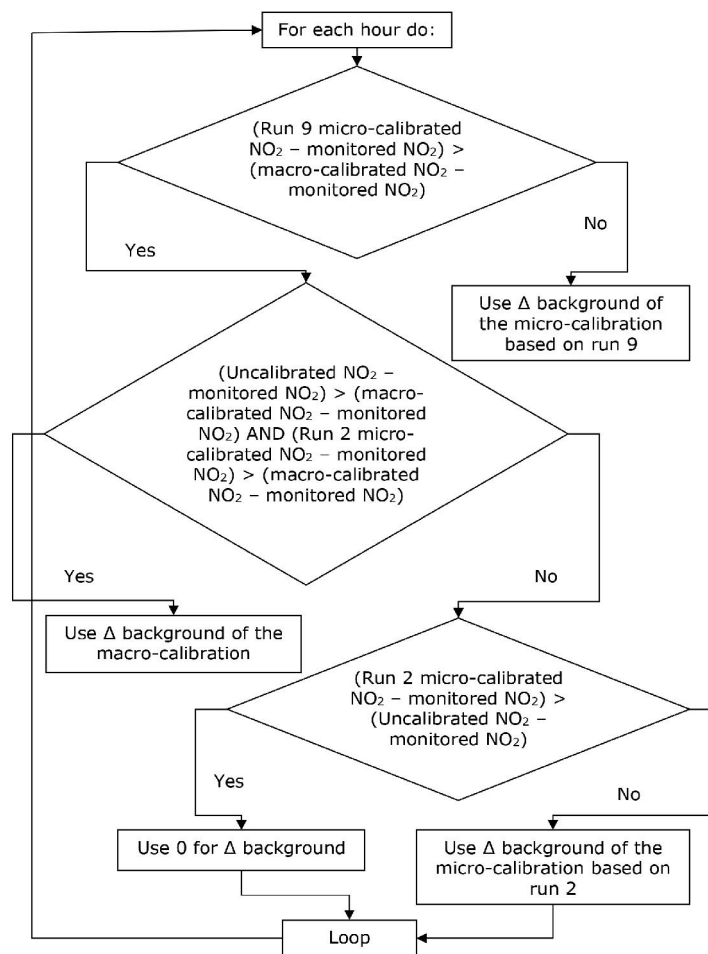 For each hour do:
(Run 9 micro-calibrated
NO₂ – monitored NO₂) >
(macro-calibrated NO₂ –
monitored NO₂)
No
Yes
Use Δ background of
the micro-calibration
based on run 9
(Uncalibrated NO₂ –
monitored NO₂) > (macro-
calibrated NO₂ – monitored
NO₂) AND (Run 2 micro-
calibrated NO₂ – monitored
NO₂) > (macro-calibrated
NO₂ – monitored NO₂)
Yes
No
Use Δ background of the
macro-calibration
(Run 2 micro-calibrated
NO₂ – monitored NO₂) >
(Uncalibrated NO₂ –
monitored NO₂)
Yes
No
Use 0 for Δ background
Use Δ background of the
micro-calibration based on
run 2
Loop